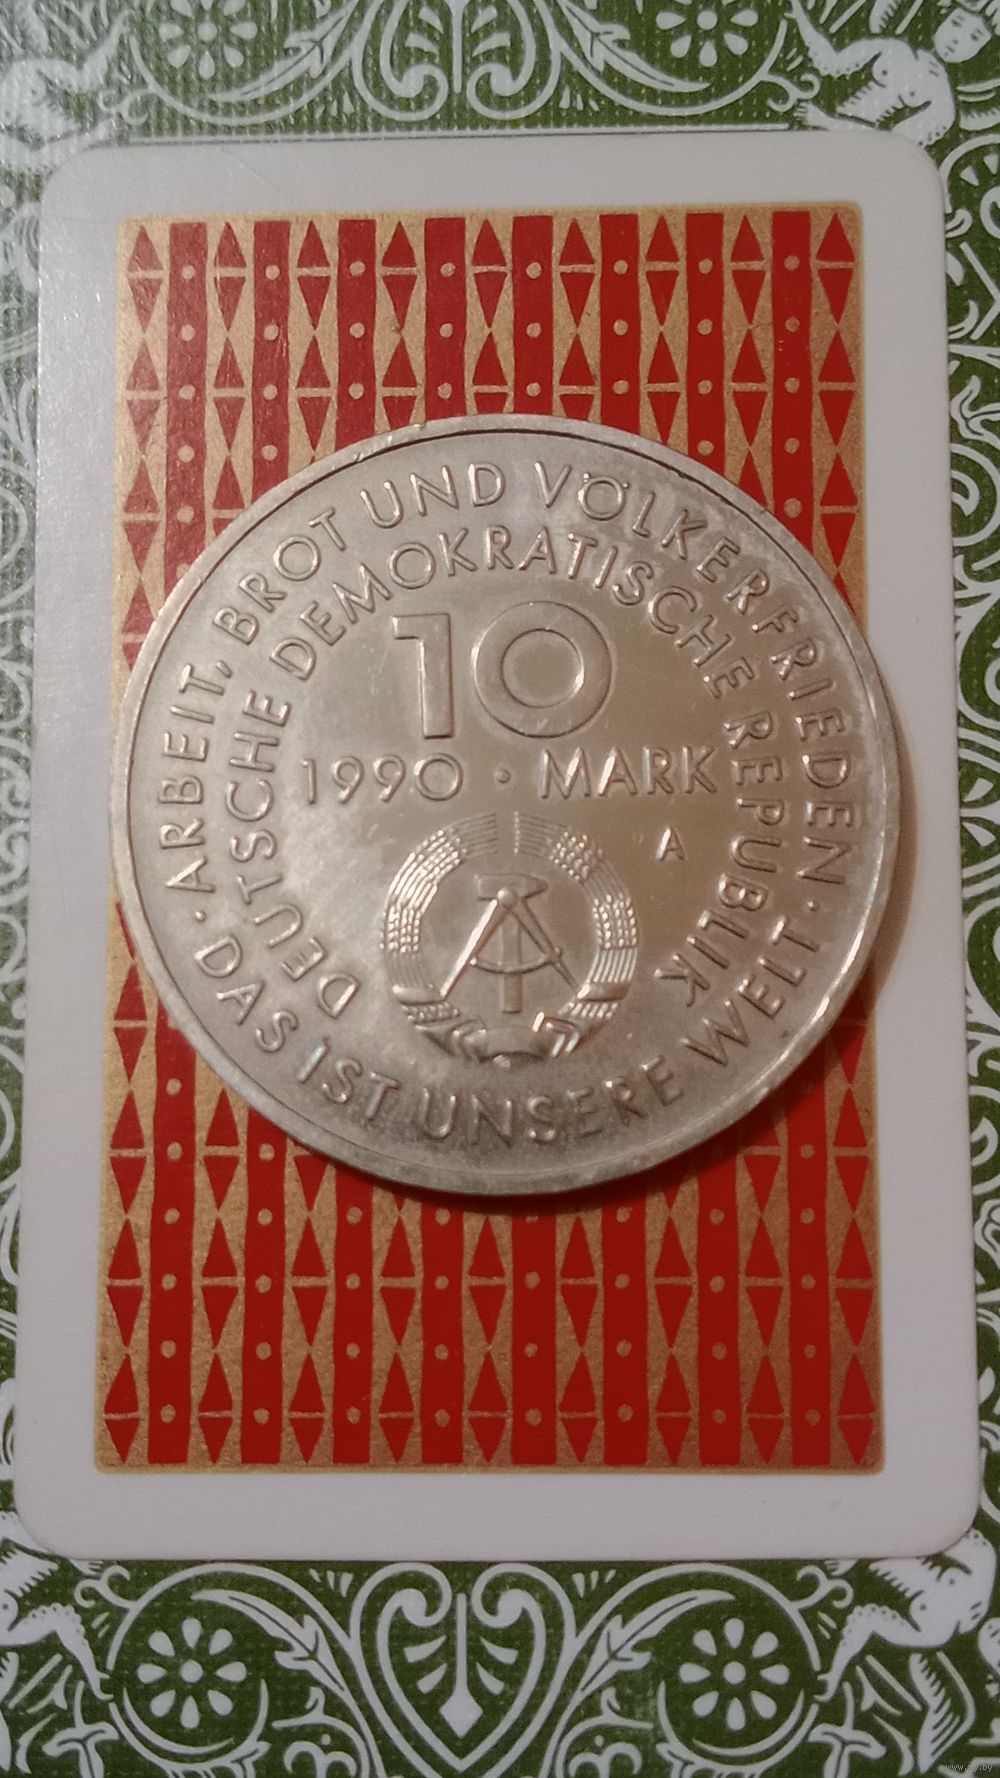 ARBEIT, BROT UND VÖLKERFRIEDEN ·
DAS IST UNSERE WELT ·
DEUTSCHE DEMOKRATISCHE REPUBLIK
10
1990 · MARK
A